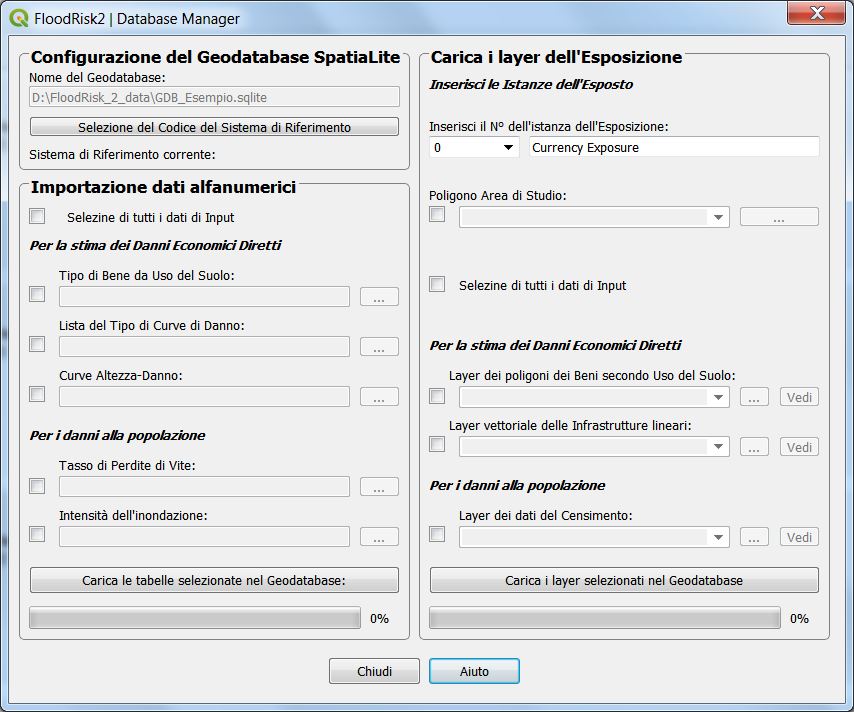 FloodRisk2 | Database Manager
Configurazione del Geodatabase SpatiaLite
Nome del Geodatabase:
D:\FloodRisk_2_data\GDB_Esempio.sqlite
Selezione del Codice del Sistema di Riferimento
Sistema di Riferimento corrente:
Importazione dati alfanumerici
Selezine di tutti i dati di Input
Per la stima dei Danni Economici Diretti
Tipo di Bene da Uso del Suolo:
...
Lista del Tipo di Curve di Danno:
...
Curve Altezza-Danno:
...
Per i danni alla popolazione
Tasso di Perdite di Vite:
...
Intensità dell'inondazione:
...
Carica le tabelle selezionate nel Geodatabase:
0%
Carica i layer dell'Esposizione
Inserisci le Istanze dell'Esposto
Inserisci il N° dell'istanza dell'Esposizione:
0 Currency Exposure
Poligono Area di Studio:
...
Selezine di tutti i dati di Input
Per la stima dei Danni Economici Diretti
Layer dei poligoni dei Beni secondo Uso del Suolo:
... Vedi
Layer vettoriale delle Infrastrutture lineari:
... Vedi
Per i danni alla popolazione
Layer dei dati del Censimento:
... Vedi
Carica i layer selezionati nel Geodatabase
0%
Chiudi Aiuto